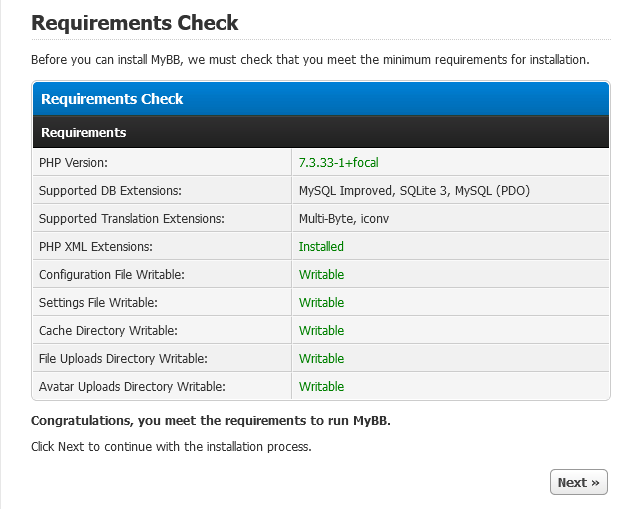 Requirements Check
Before you can install MyBB, we must check that you meet the minimum requirements for installation.
Requirements Check
Requirements
PHP Version: 7.3.33-1+focal
Supported DB Extensions: MySQL Improved, SQLite 3, MySQL (PDO)
Supported Translation Extensions: Multi-Byte, iconv
PHP XML Extensions: Installed
Configuration File Writable: Writable
Settings File Writable: Writable
Cache Directory Writable: Writable
File Uploads Directory Writable: Writable
Avatar Uploads Directory Writable: Writable
Congratulations, you meet the requirements to run MyBB.
Click Next to continue with the installation process.
Next »